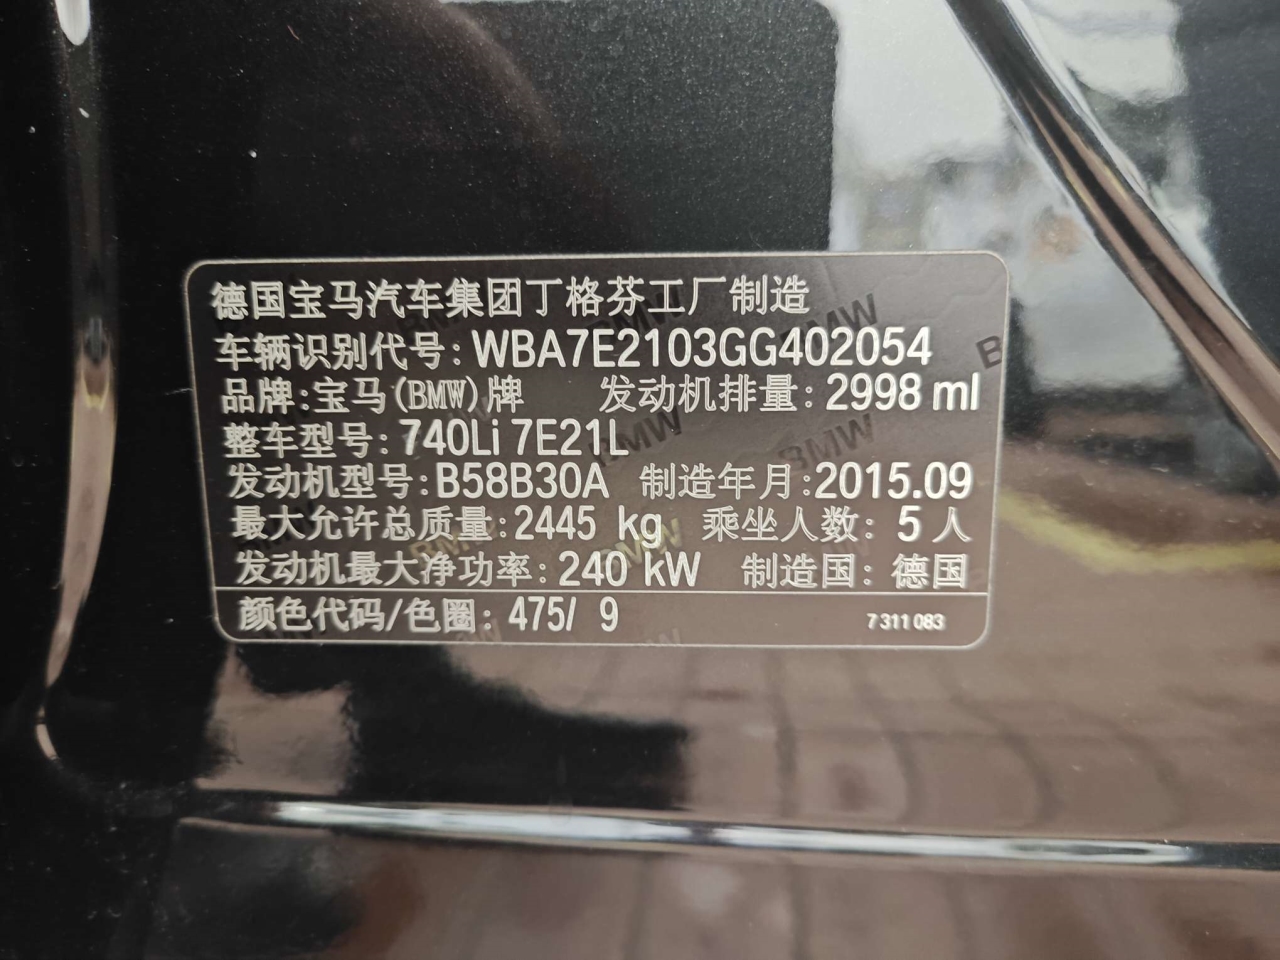 德国宝马汽车集团丁格芬工厂制造
车辆识别代号: WBA7E2103GG402054
品牌:宝马(BMW)牌 发动机排量: 2998 ml
整车型号: 740Li 7E21L
发动机型号: B58B30A 制造年月:2015.09
最大允许总质量: 2445 kg 乘坐人数: 5 人
发动机最大净功率: 240 kW 制造国: 德国
颜色代码/色圈: 475/ 9 7 311 083